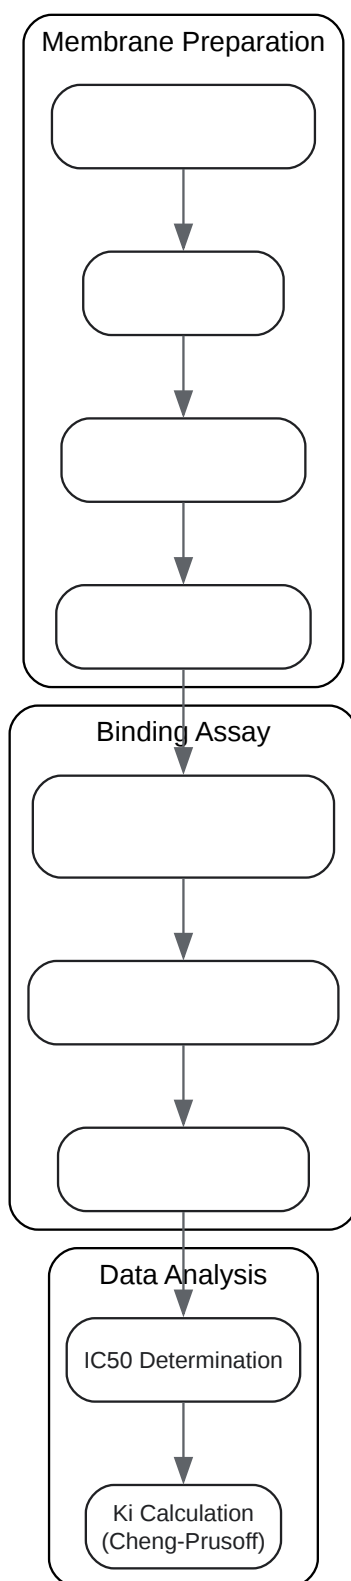 Membrane Preparation
Binding Assay
Data Analysis
IC50 Determination
Ki Calculation
(Cheng-Prusoff)